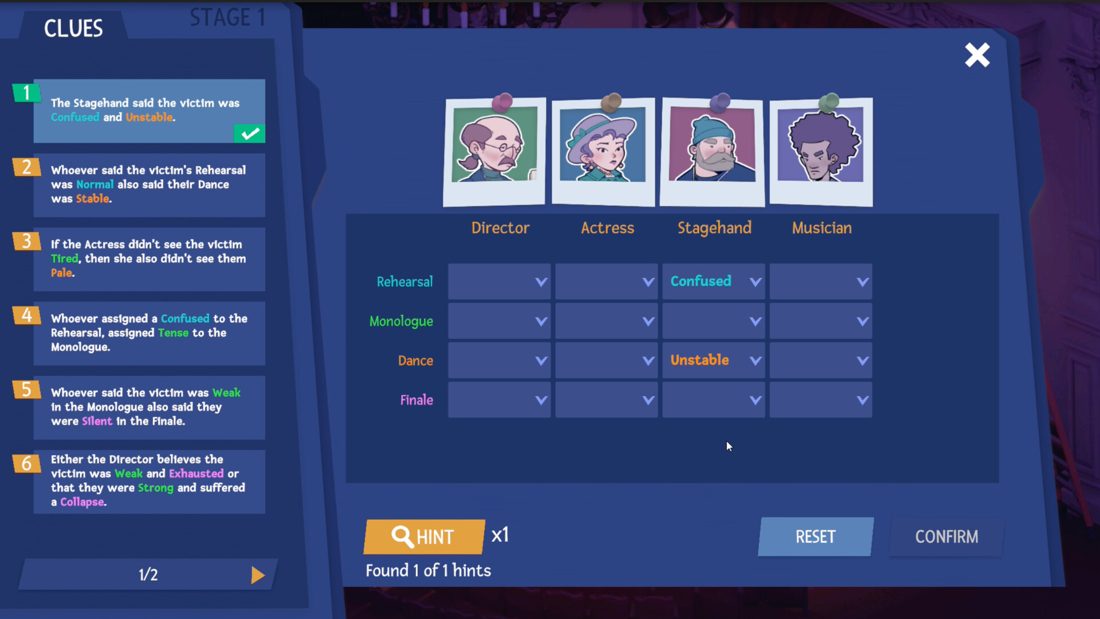 CLUES
STAGE 1
1
The Stagehand said the victim was
Confused and Unstable.
2
Whoever said the victim's Rehearsal
was Normal also said their Dance
was Stable.
3
If the Actress didn't see the victim
Tired, then she also didn't see them
Pale.
4
Whoever assigned a Confused to the
Rehearsal, assigned Tense to the
Monologue.
5
Whoever said the victim was Weak
in the Monologue also said they
were Silent in the Finale.
6
Either the Director believes the
victim was Weak and Exhausted or
that they were Strong and suffered
a Collapse.
1/2
Director Actress Stagehand Musician
Rehearsal Confused
Monologue
Dance Unstable
Finale
HINT x1
Found 1 of 1 hints
RESET
CONFIRM